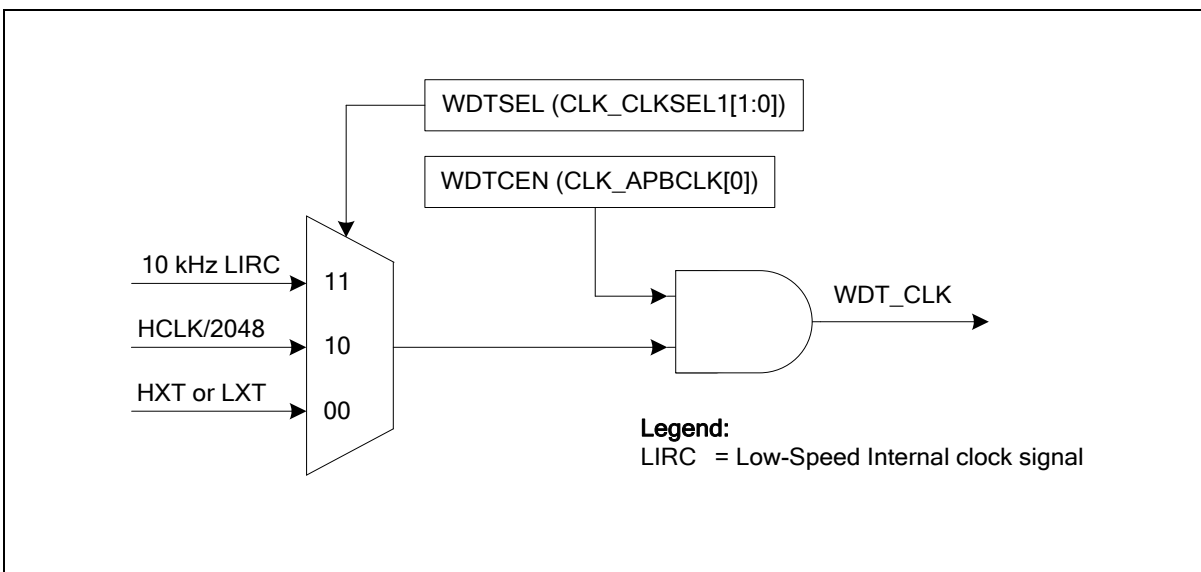 WDTSEL (CLK_CLKSEL1[1:0])
WDTCEN (CLK_APBCLK[0])
10 kHz LIRC
11
HCLK/2048
10
HXT or LXT
00
WDT_CLK
Legend:
LIRC = Low-Speed Internal clock signal